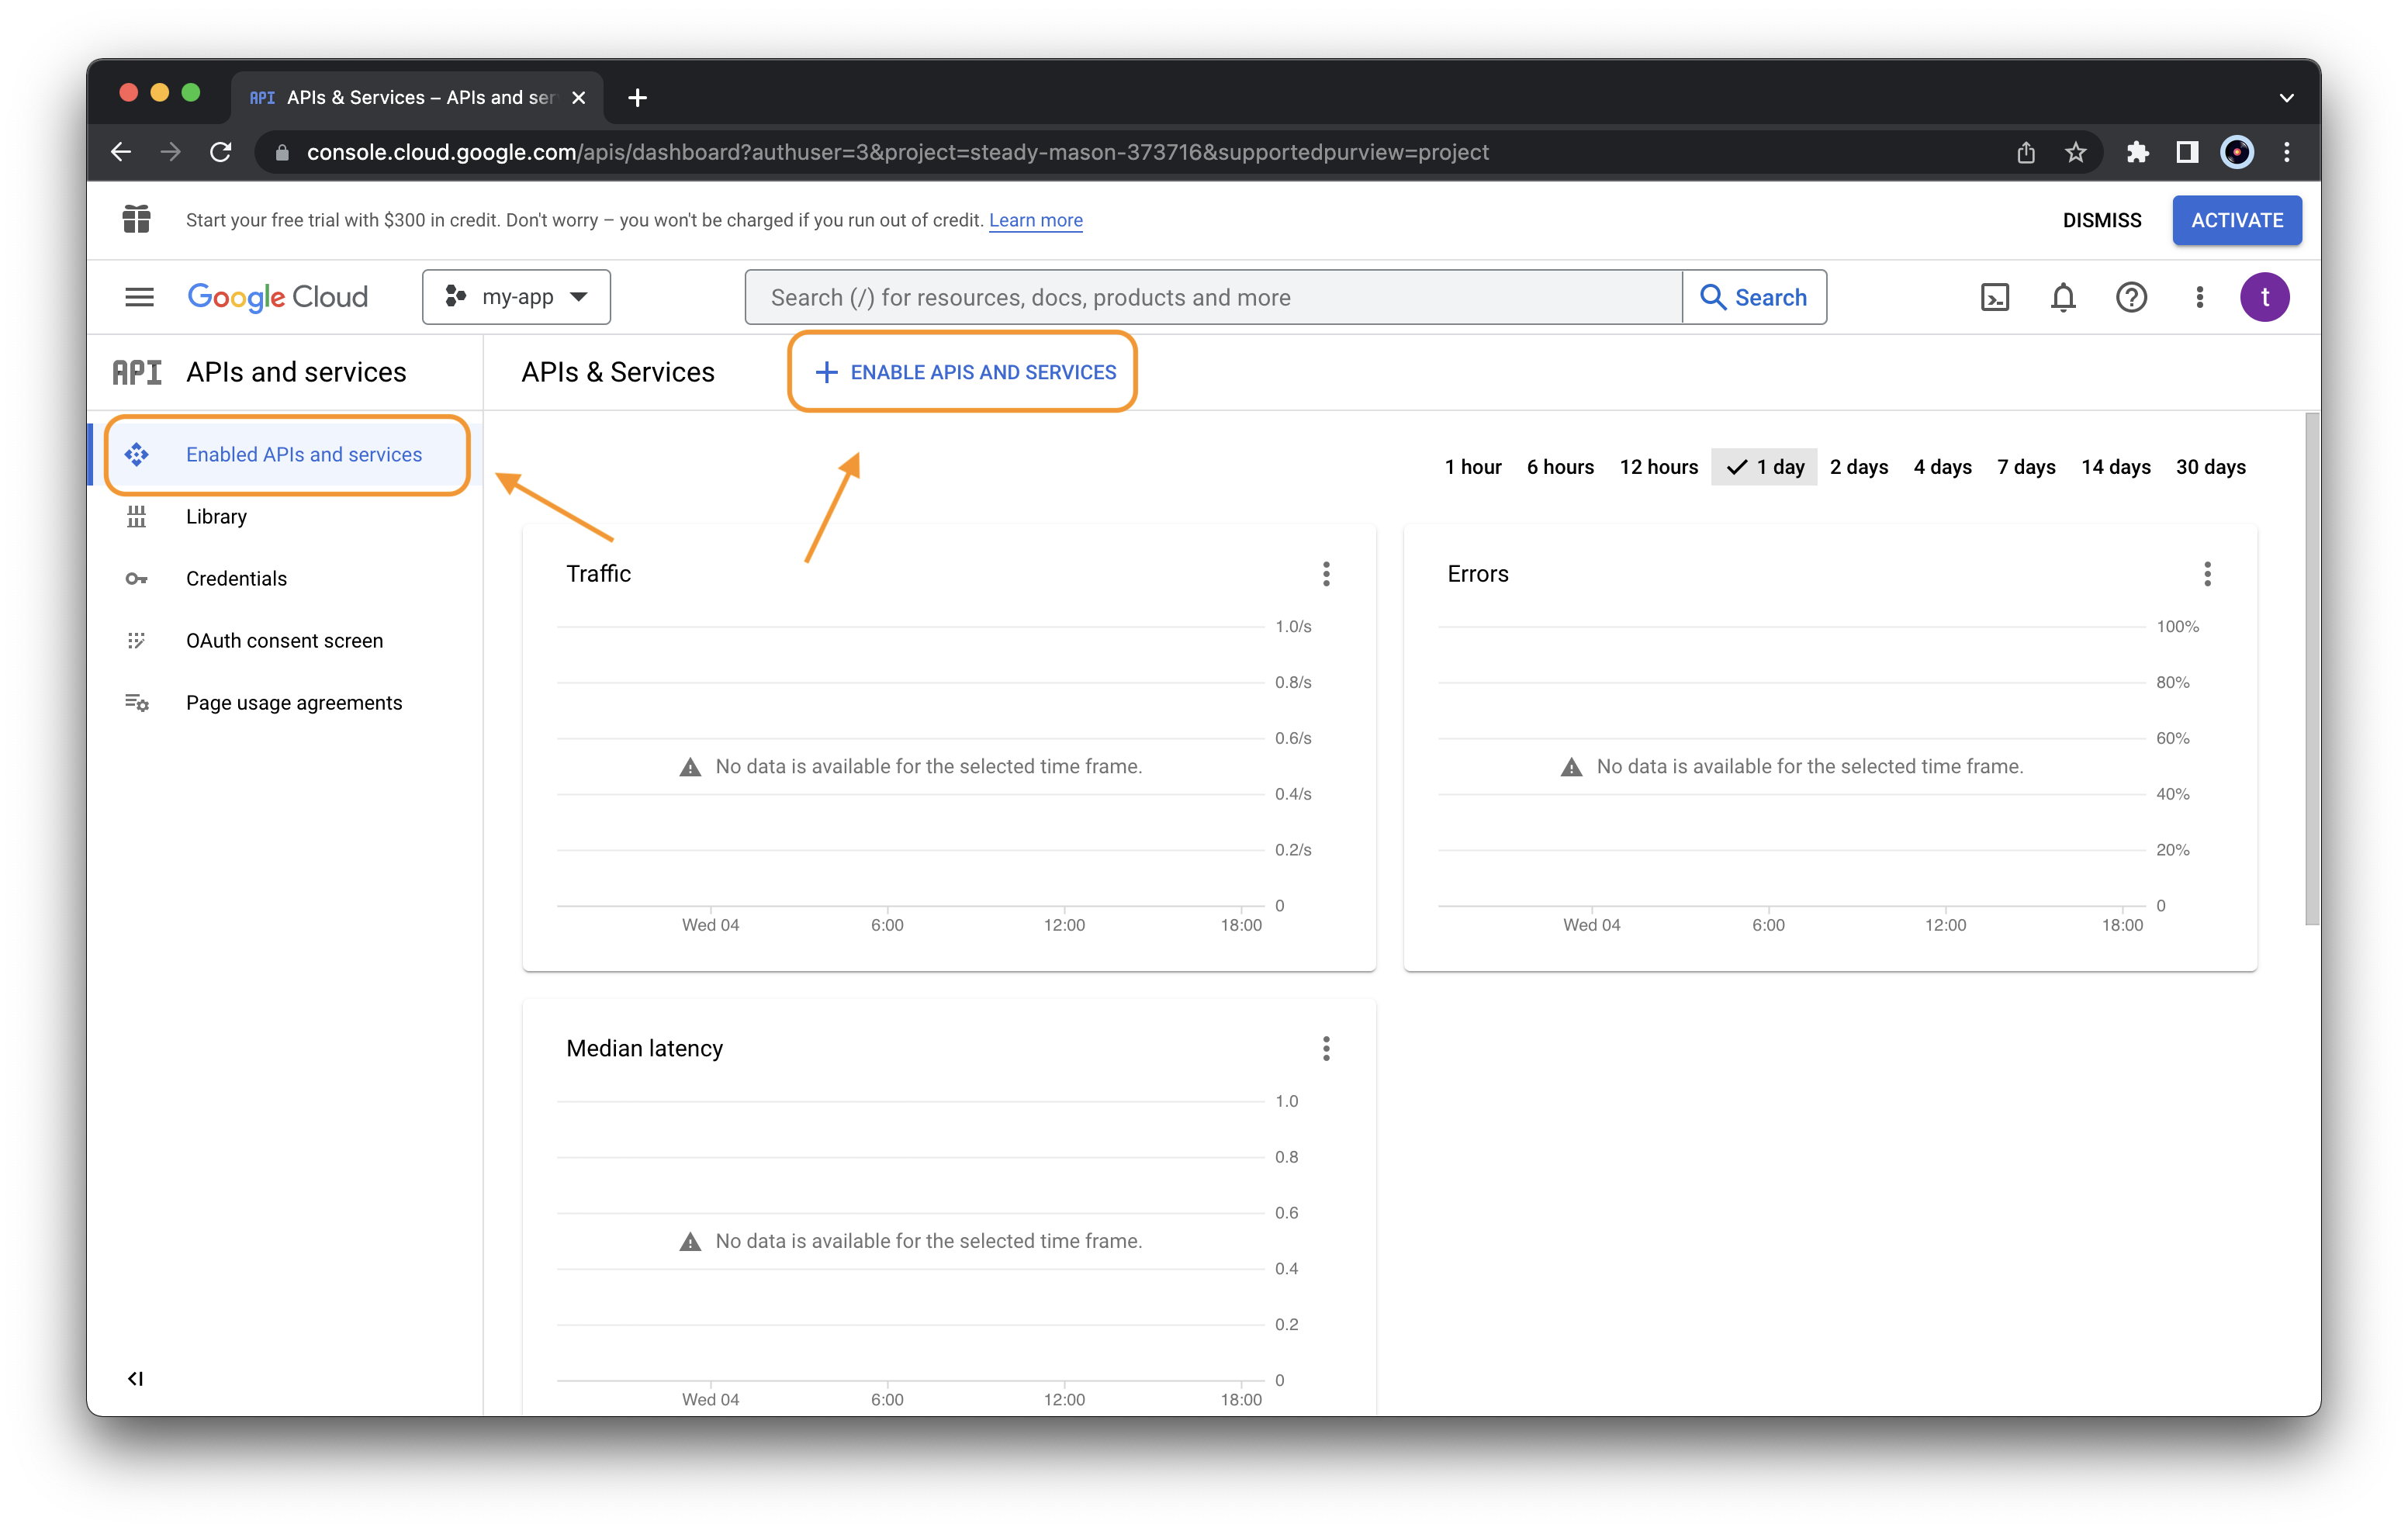 API APIs & Services – APIs and ser
console.cloud.google.com/apis/dashboard?authuser=3&project=steady-mason-373716&supportedpurview=project
Start your free trial with $300 in credit. Don't worry – you won't be charged if you run out of credit. Learn more
DISMISS
ACTIVATE
Google Cloud
my-app
Search (/) for resources, docs, products and more
Search
t
API APIs and services
APIs & Services
ENABLE APIS AND SERVICES
Enabled APIs and services
Library
Credentials
OAuth consent screen
Page usage agreements
1 hour 6 hours 12 hours 1 day 2 days 4 days 7 days 14 days 30 days
Traffic
1.0/s
0.8/s
0.6/s
No data is available for the selected time frame.
0.4/s
0.2/s
0
Wed 04 6:00 12:00 18:00
Errors
100%
80%
60%
No data is available for the selected time frame.
40%
20%
0
Wed 04 6:00 12:00 18:00
Median latency
1.0
0.8
0.6
No data is available for the selected time frame.
0.4
0.2
0
Wed 04 6:00 12:00 18:00